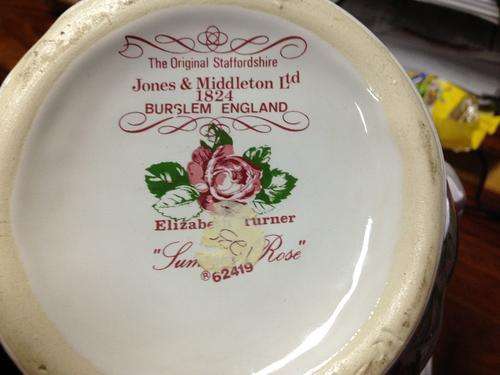 The Original Staffordshire
Jones & Middleton Ltd
1824
BURSLEM ENGLAND
Rose"
®62419